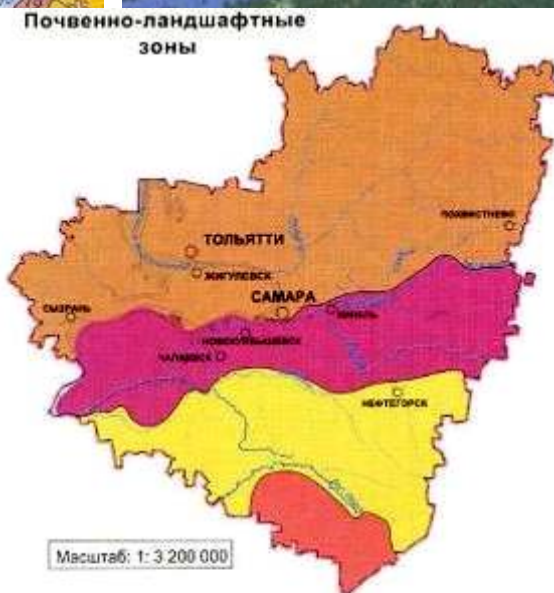 Почвенно-ландшафтные
зоны
ПОХВИСТНЕВО
ТОЛЬЯТТИ
ЖИГУЛЕВСК
САМАРА
СЫЗРАНЬ
КИНЕЛЬ
НОВОКУЙБЫШЕВСК
ЧАПАЕВСК
НЕФТЕГОРСК
Масштаб: 1: 3 200 000